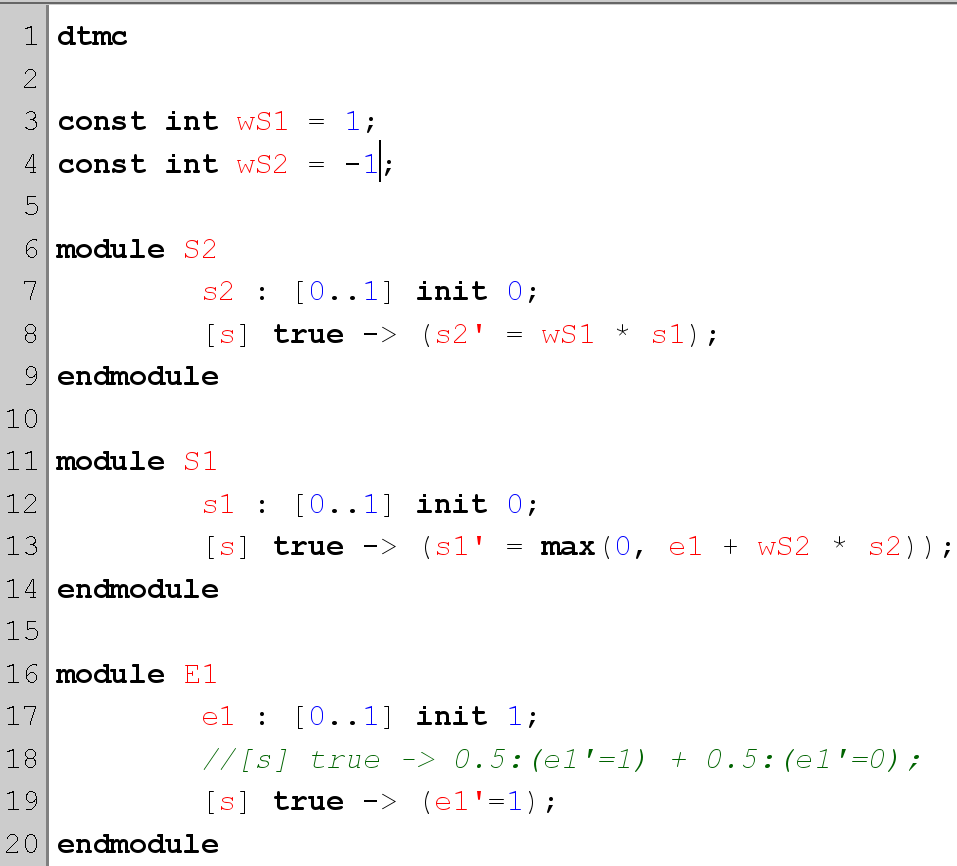 1 dtmc
2
3 const int wS1 = 1;
4 const int wS2 = -1;
5
6 module S2
7 s2 : [0..1] init 0;
8 [s] true -> (s2' = wS1 * s1);
9 endmodule
10
11 module S1
12 s1 : [0..1] init 0;
13 [s] true -> (s1' = max(0, e1 + wS2 * s2));
14 endmodule
15
16 module E1
17 e1 : [0..1] init 1;
18 //[s] true -> 0.5:(e1'=1) + 0.5:(e1'=0);
19 [s] true -> (e1'=1);
20 endmodule